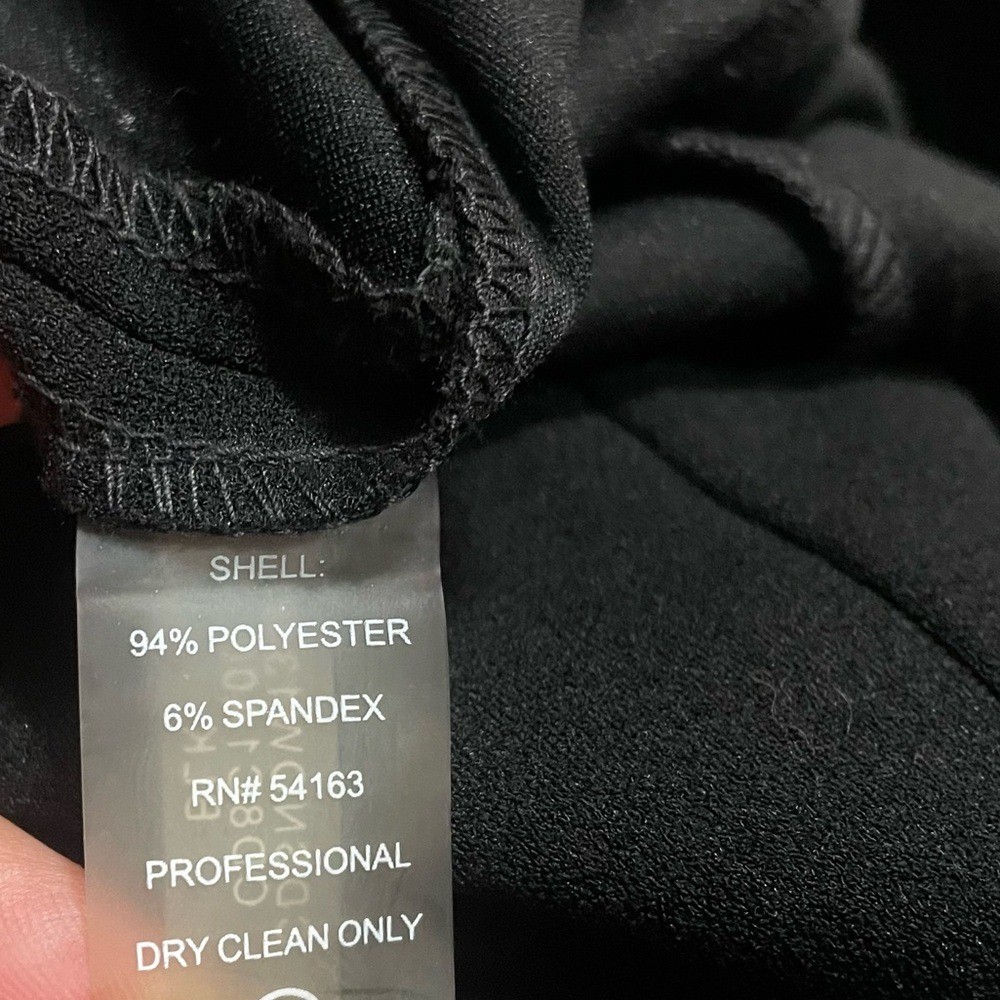 SHELL:
94% POLYESTER
6% SPANDEX
RN# 54163
PROFESSIONAL
DRY CLEAN ONLY